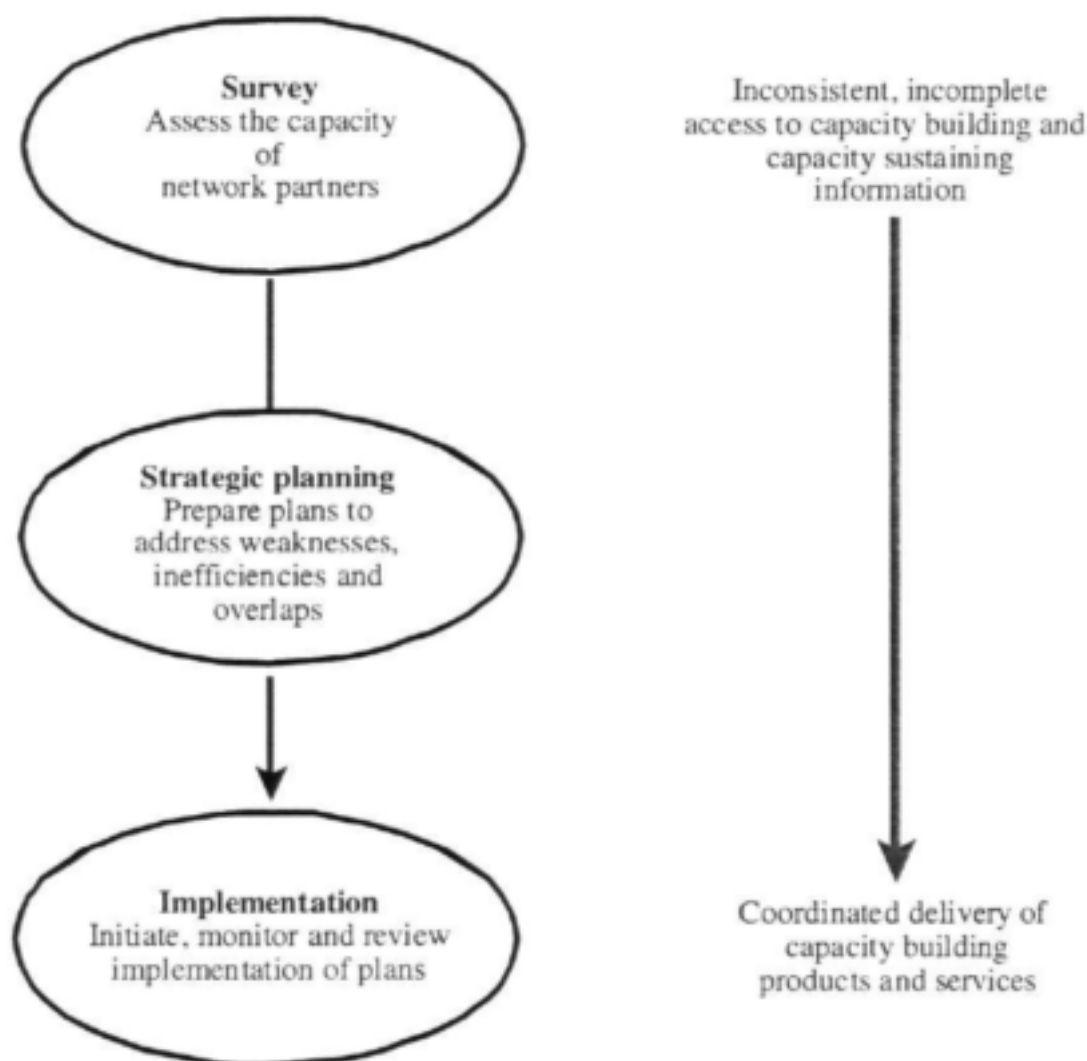 Survey
Assess the capacity
of
network partners
Inconsistent, incomplete
access to capacity building and
capacity sustaining
information
Strategic planning
Prepare plans to
address weaknesses,
inefficiencies and
overlaps
Implementation
Initiate, monitor and review
implementation of plans
Coordinated delivery of
capacity building
products and services